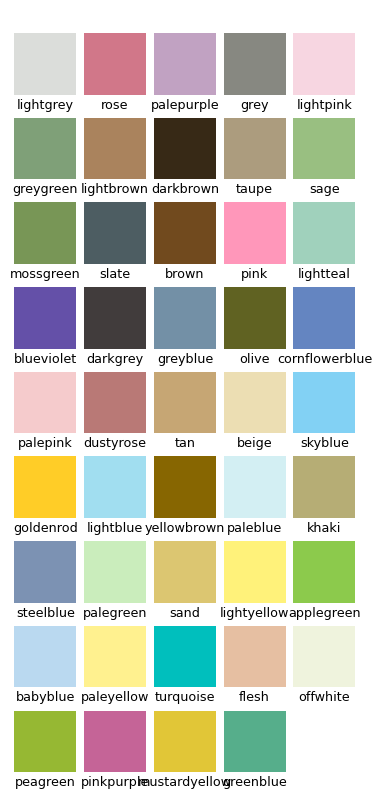 lightgrey rose palepurple grey lightpink
greygreen lightbrown darkbrown taupe sage
mossgreen slate brown pink lightteal
blueviolet darkgrey greyblue olive cornflowerblue
palepink dustyrose tan beige skyblue
goldenrod lightblue yellowbrown paleblue khaki
steelblue palegreen sand lightyellow applegreen
babyblue paleyellow turquoise flesh offwhite
peagreen pinkpurple mustardyellow greenblue